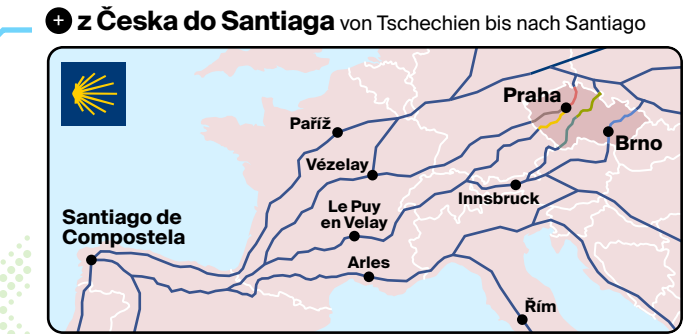 + z Česka do Santiaga von Tschechien bis nach Santiago
Praha
Paříž
Brno
Vézelay
Innsbruck
Le Puy
en Velay
Santiago de
Compostela
Arles
Řím